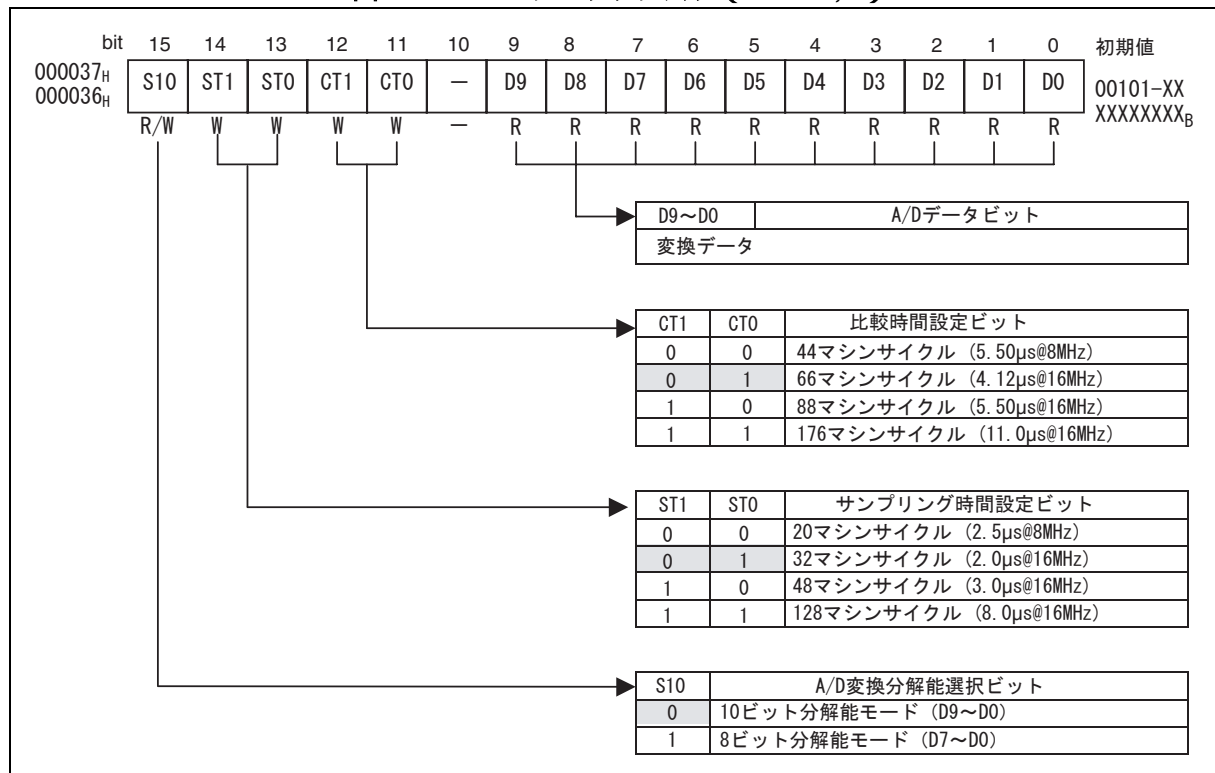 bit 15 14 13 12 11 10 9 8 7 6 5 4 3 2 1 0 初期値
000037H
000036H
S10 ST1 ST0 CT1 CT0 — D9 D8 D7 D6 D5 D4 D3 D2 D1 D0
00101-XX
XXXXXXXXB
R/W W W W W — R R R R R R R R R R
D9～D0 A/Dデータビット
変換データ
CT1 CT0 比較時間設定ビット
0 0 44マシンサイクル (5.50μs@8MHz)
0 1 66マシンサイクル (4.12μs@16MHz)
1 0 88マシンサイクル (5.50μs@16MHz)
1 1 176マシンサイクル (11.0μs@16MHz)
ST1 ST0 サンプリング時間設定ビット
0 0 20マシンサイクル (2.5μs@8MHz)
0 1 32マシンサイクル (2.0μs@16MHz)
1 0 48マシンサイクル (3.0μs@16MHz)
1 1 128マシンサイクル (8.0μs@16MHz)
S10 A/D変換分解能選択ビット
0 10ビット分解能モード (D9～D0)
1 8ビット分解能モード (D7～D0)